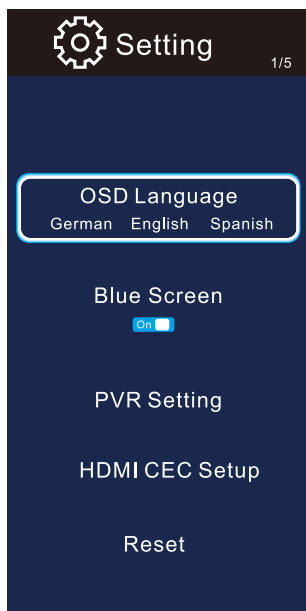 Setting
1/5
OSD Language
German English Spanish
Blue Screen
On
PVR Setting
HDMI CEC Setup
Reset